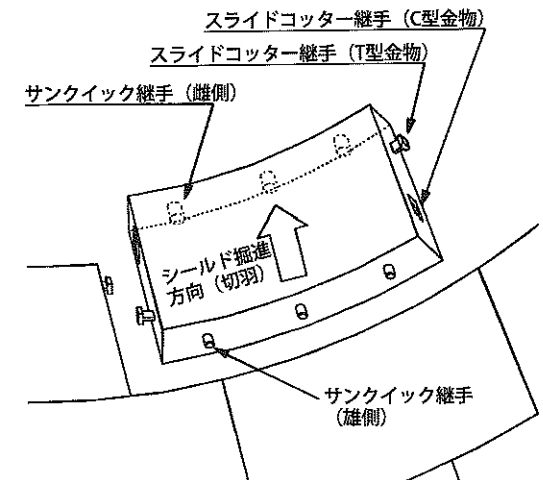 スライドコッター継手（C型金物）
スライドコッター継手（T型金物）
サンクイック継手（雌側）
シールド掘進
方向（切羽）
サンクイック継手
（雄側）